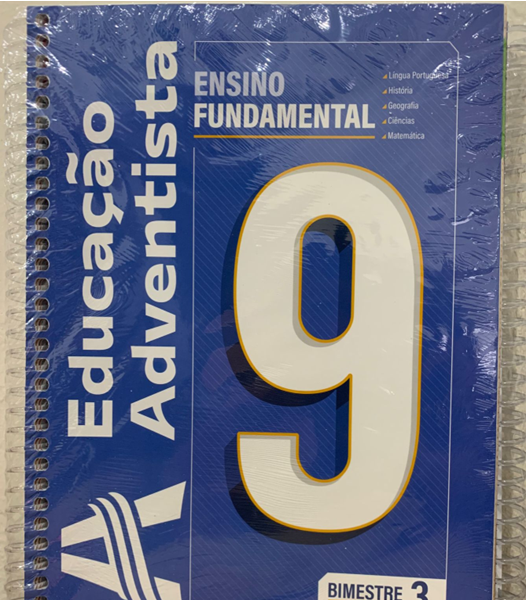 Educação
Adventista
ENSINO
FUNDAMENTAL
Língua Portuguesa
História
Geografia
Ciências
Matemática
9
BIMESTRE 3